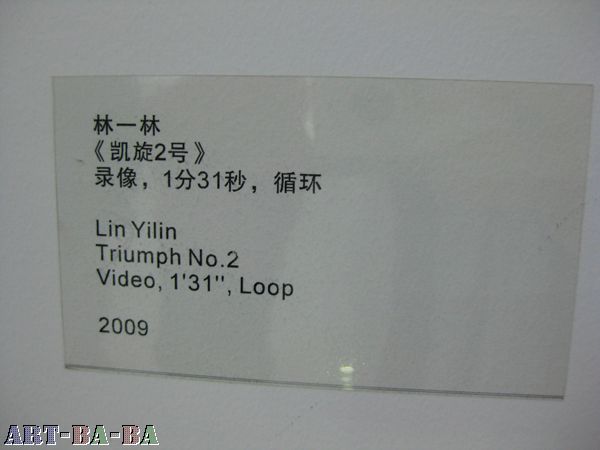 林一林
《凯旋2号》
录像，1分31秒，循环
Lin Yilin
Triumph No.2
Video, 1'31'', Loop
2009
ART-BA-BA